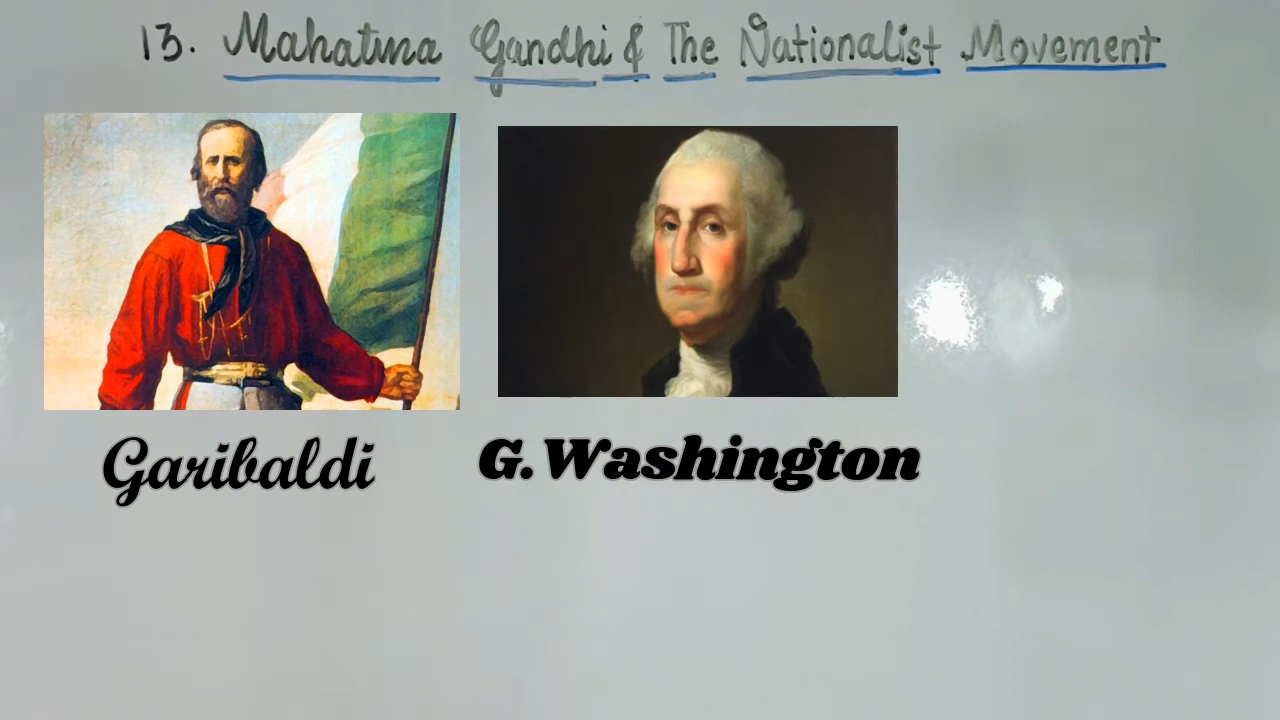 13. Mahatma Gandhi & The Nationalist Movement
Garibaldi
G. Washington